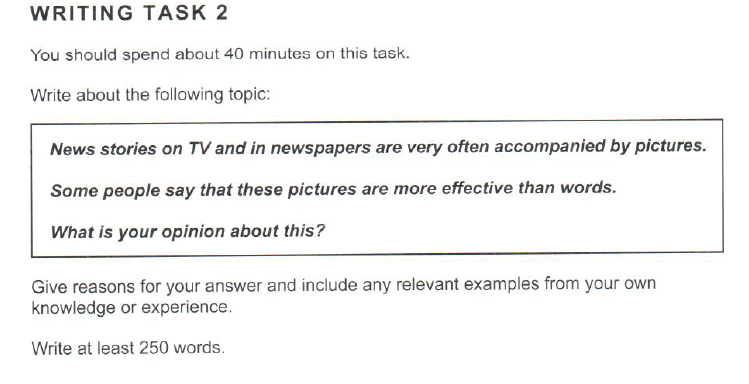 WRITING TASK 2
You should spend about 40 minutes on this task.
Write about the following topic:
News stories on TV and in newspapers are very often accompanied by pictures.
Some people say that these pictures are more effective than words.
What is your opinion about this?
Give reasons for your answer and include any relevant examples from your own
knowledge or experience.
Write at least 250 words.